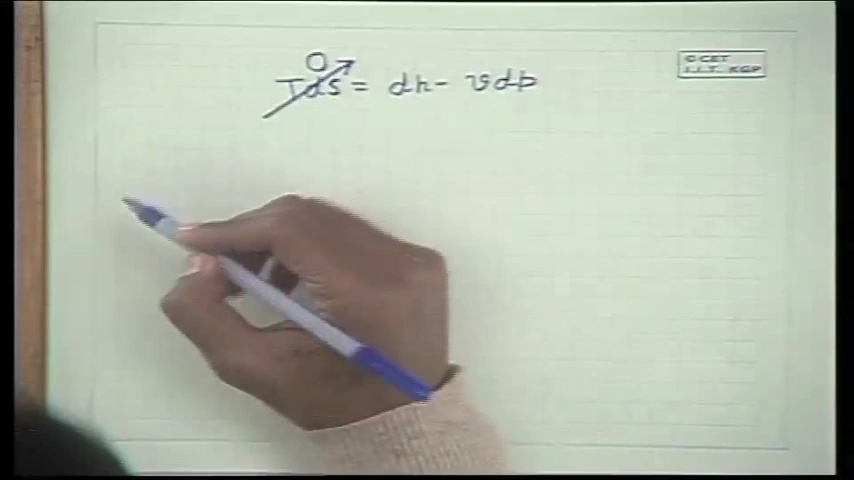 0
Tds = dh - vdp
© CET
I.I.T. KGP